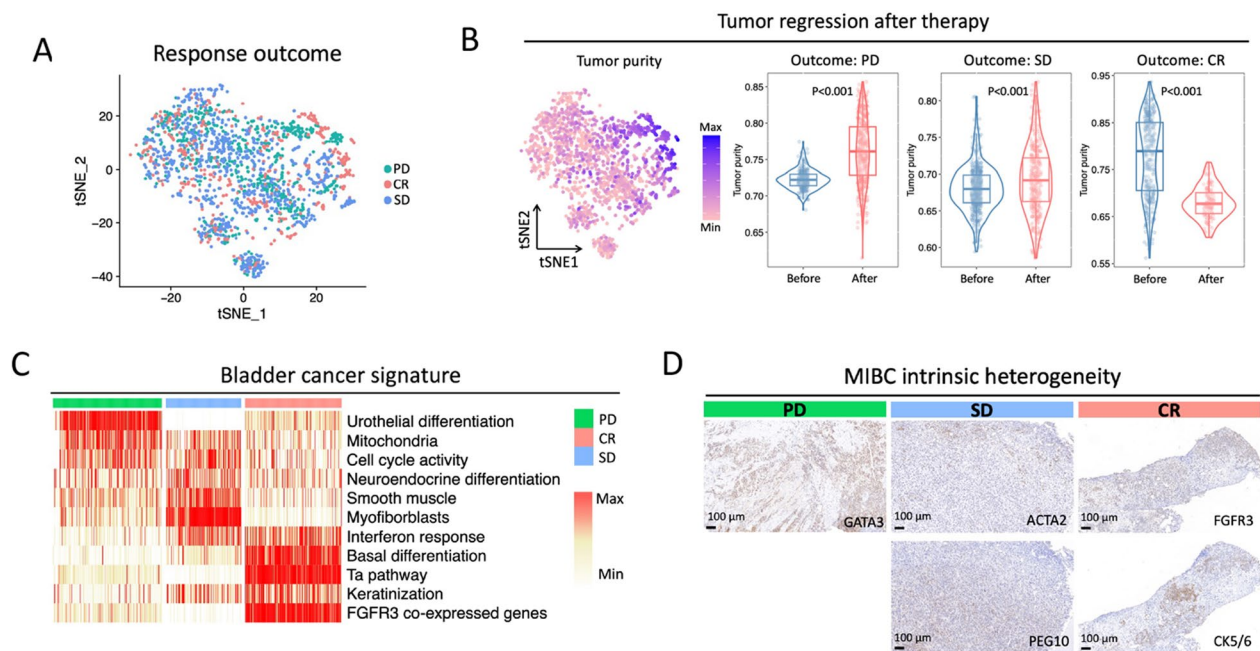 A
Response outcome
20
0
−20
−40
−20
0
20
tSNE_2
tSNE_1
PD
CR
SD
B
Tumor regression after therapy
Tumor purity
tSNE2
tSNE1
Max
Min
Outcome: PD
P<0.001
0.85
0.80
0.75
0.70
0.65
Tumor purity
Before After
Outcome: SD
P<0.001
0.80
0.75
0.70
0.65
0.60
Tumor purity
Before After
Outcome: CR
P<0.001
0.95
0.85
0.75
0.65
0.55
Tumor purity
Before After
C
Bladder cancer signature
Urothelial differentiation
Mitochondria
Cell cycle activity
Neuroendocrine differentiation
Smooth muscle
Myofiborblasts
Interferon response
Basal differentiation
Ta pathway
Keratinization
FGFR3 co-expressed genes
PD
CR
SD
Max
Min
D
MIBC intrinsic heterogeneity
PD SD CR
100 μm GATA3
100 μm ACTA2
100 μm FGFR3
100 μm PEG10
100 μm CK5/6